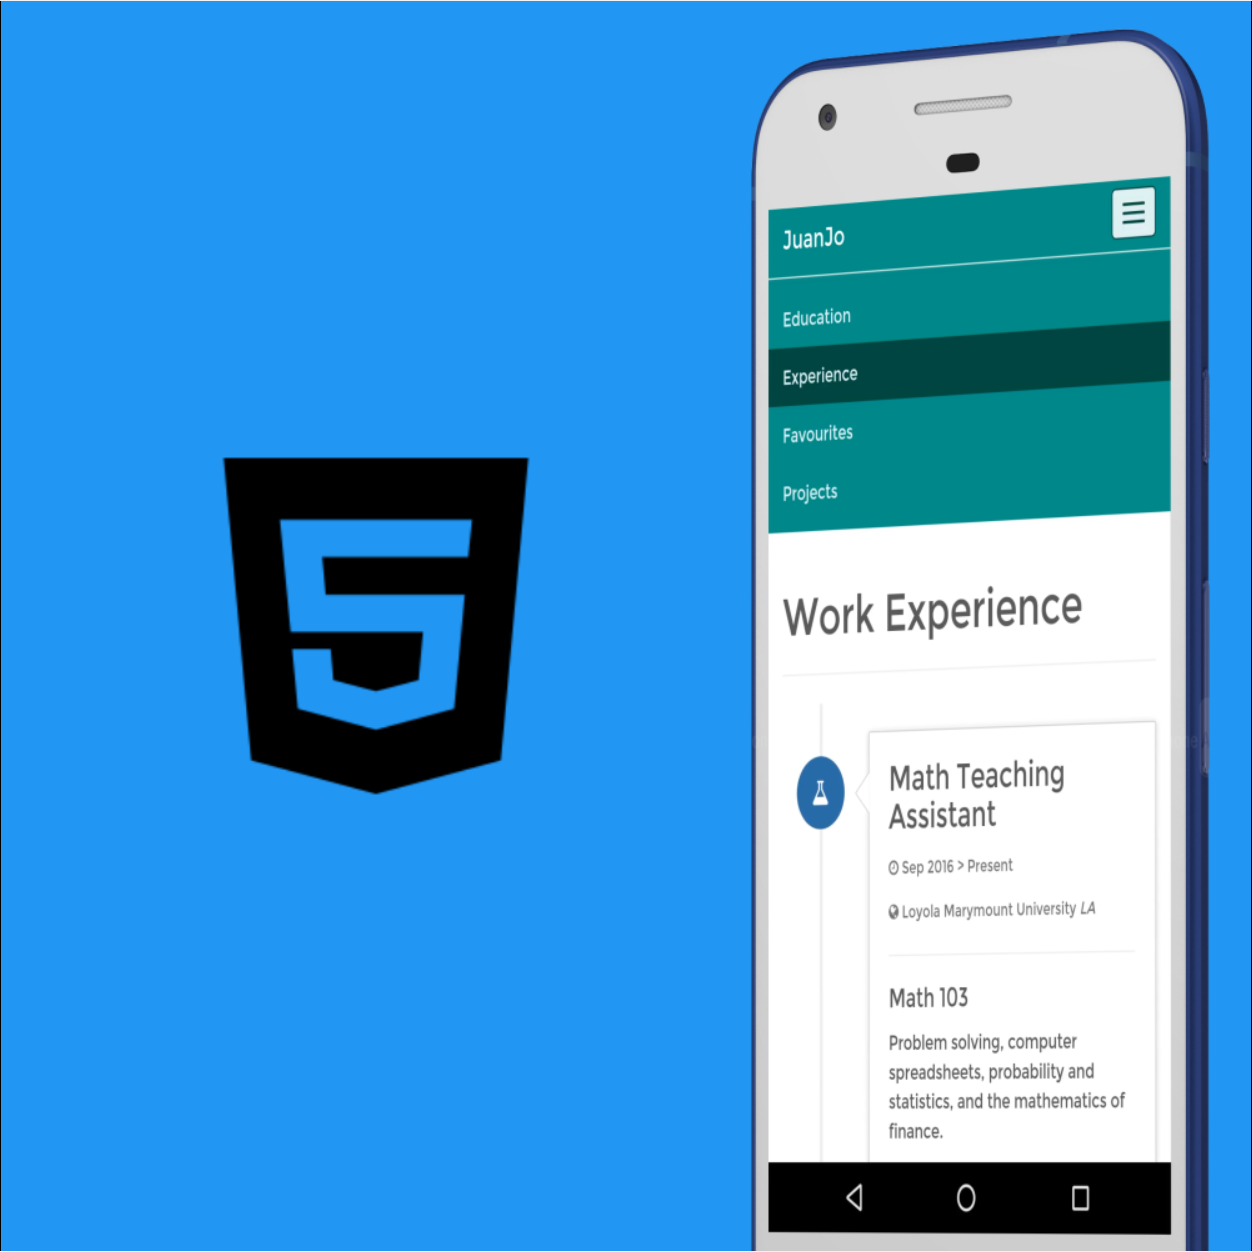 JuanJo
Education
Experience
Favourites
Projects
Work Experience
Math Teaching
Assistant
Sep 2016 > Present
Loyola Marymount University LA
Math 103
Problem solving, computer
spreadsheets, probability and
statistics, and the mathematics of
finance.